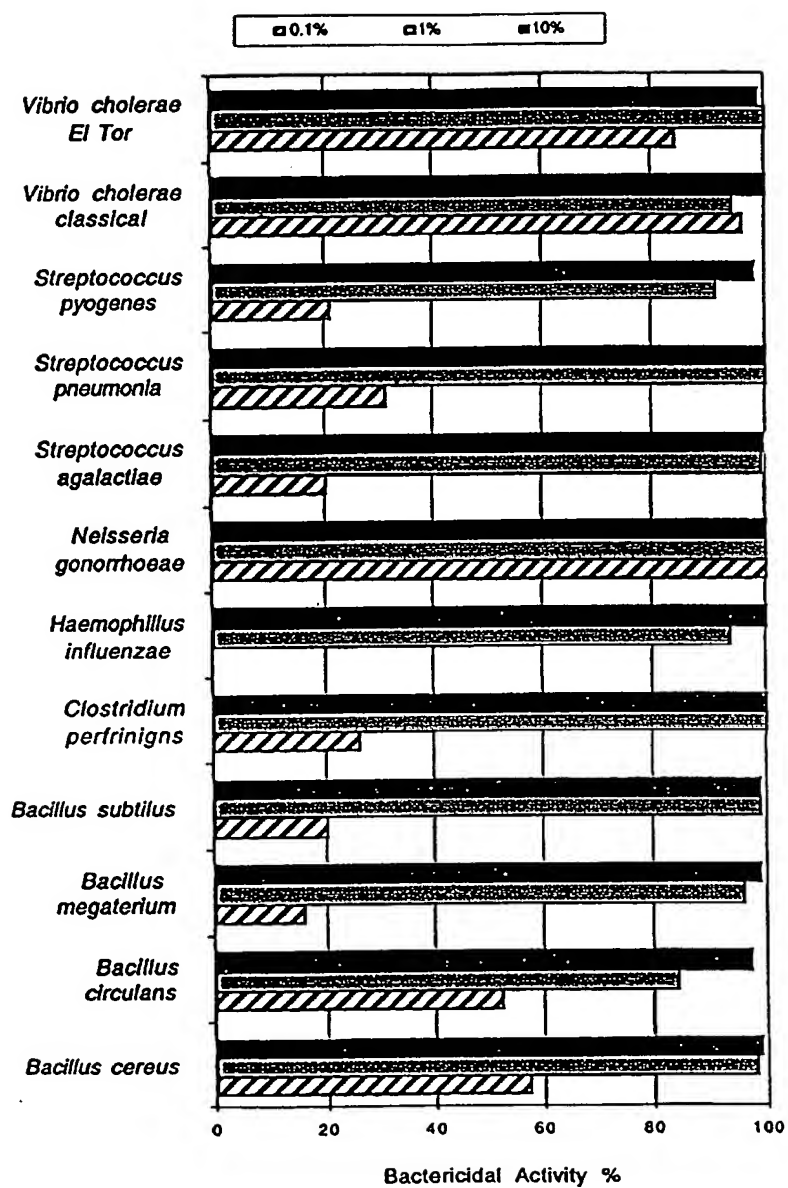 0.1% 1% 10%
Vibrio cholerae
El Tor
Vibrio cholerae
classical
Streptococcus
pyogenes
Streptococcus
pneumonia
Streptococcus
agalactiae
Neisseria
gonorrhoeae
Haemophillus
influenzae
Clostridium
perfrinigns
Bacillus subtilus
Bacillus
megaterium
Bacillus
circulans
Bacillus cereus
0 20 40 60 80 100
Bactericidal Activity %